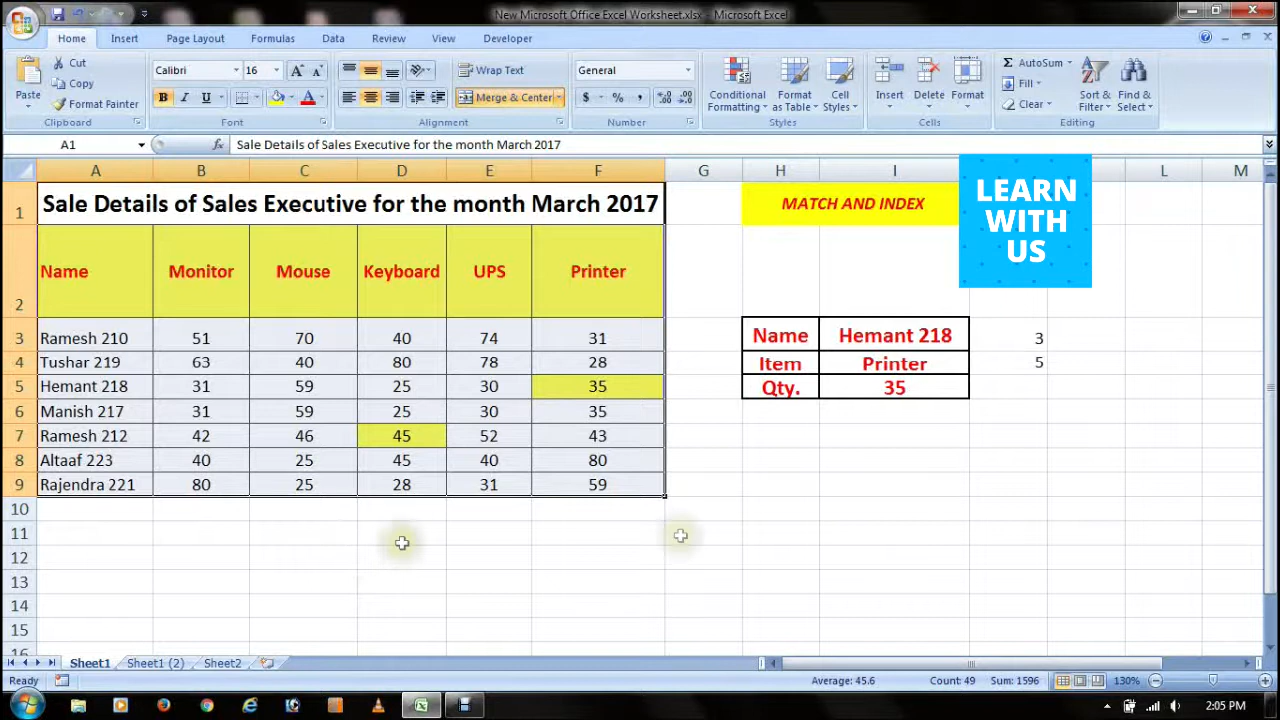 New Microsoft Office Excel Worksheet.xlsx - Microsoft Excel
Home Insert Page Layout Formulas Data Review View Developer
Paste
Cut
Copy
Format Painter
Clipboard
Calibri 16
B I U
Font
Wrap Text
Merge & Center
Alignment
General
$ % ,
Number
Conditional Formatting
Format as Table
Cell Styles
Styles
Insert Delete Format
Cells
AutoSum
Fill
Clear
Sort & Filter
Find & Select
Editing
A1 fx Sale Details of Sales Executive for the month March 2017
A B C D E F G H I L M
1 Sale Details of Sales Executive for the month March 2017 MATCH AND INDEX
LEARN
WITH
US
2 Name Monitor Mouse Keyboard UPS Printer
3 Ramesh 210 51 70 40 74 31 Name Hemant 218 3
4 Tushar 219 63 40 80 78 28 Item Printer 5
5 Hemant 218 31 59 25 30 35 Qty. 35
6 Manish 217 31 59 25 30 35
7 Ramesh 212 42 46 45 52 43
8 Altaaf 223 40 25 45 40 80
9 Rajendra 221 80 25 28 31 59
10
11
12
13
14
15
16
Sheet1 Sheet1 (2) Sheet2
Ready Average: 45.6 Count: 49 Sum: 1596 130%
2:05 PM